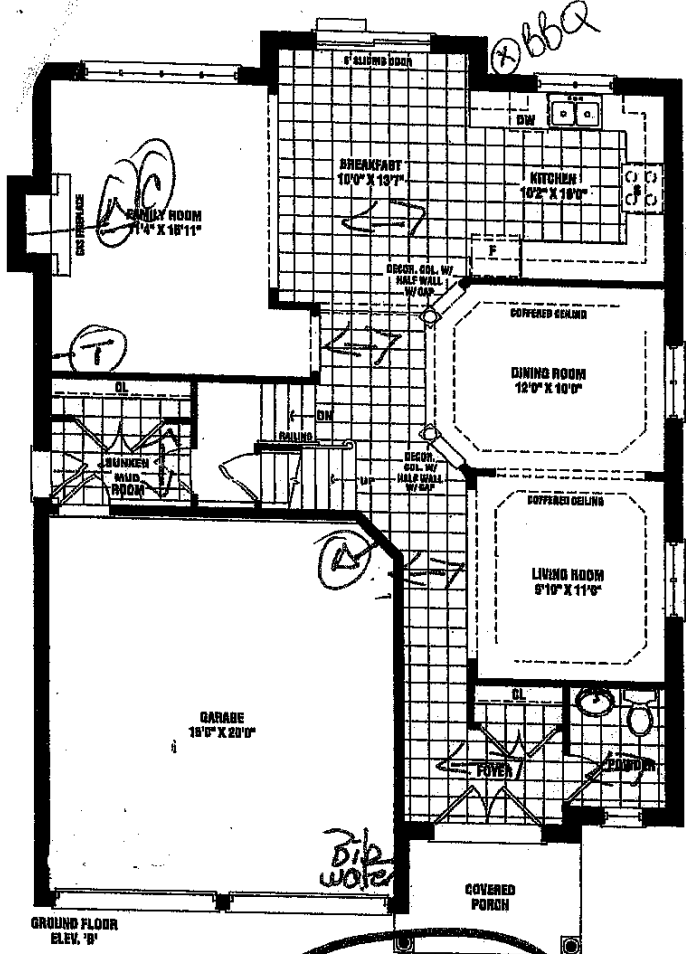 BBQ
X
6' SLIDING DOOR
DW
BREAKFAST
10'0" X 13'7"
KITCHEN
10'2" X 16'0"
S
FAMILY ROOM
11'4" X 16'11"
GAS FIREPLACE
C
F
DECOR. COL. W/
HALF WALL
W/ CAP
COFFERED CEILING
DINING ROOM
12'0" X 10'0"
T
CL
DN
RAILING
UP
SUNKEN
MUD
ROOM
DECOR.
COL. W/
HALF WALL
W/ CAP
COFFERED CEILING
LIVING ROOM
9'10" X 11'6"
GARAGE
18'0" X 20'0"
CL
FOYER
POWDER
water
COVERED
PORCH
GROUND FLOOR
ELEV. 'B'